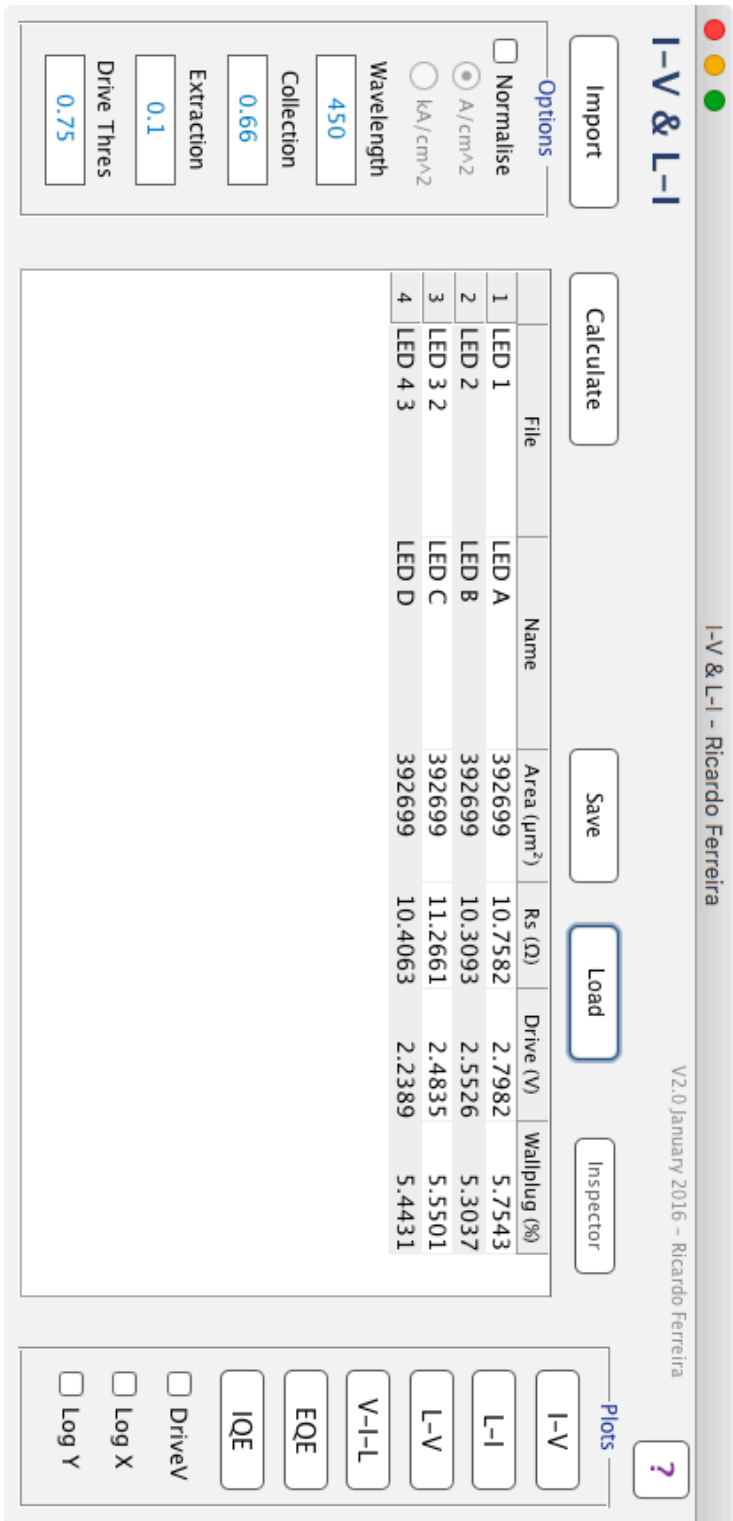 I-V & L-I - Ricardo Ferreira
I-V & L-I
V2.0 January 2016 - Ricardo Ferreira
?
Import
Calculate
Save
Load
Inspector
Options
Normalise
A/cm^2
kA/cm^2
Wavelength
450
Collection
0.66
Extraction
0.1
Drive Thres
0.75
File Name Area (µm²) Rs (Ω) Drive (V) Wallplug (%)
1 LED 1 LED A 392699 10.7582 2.7982 5.7543
2 LED 2 LED B 392699 10.3093 2.5526 5.3037
3 LED 3 2 LED C 392699 11.2661 2.4835 5.5501
4 LED 4 3 LED D 392699 10.4063 2.2389 5.4431
Plots
I-V
L-I
L-V
V-I-L
EQE
IQE
DriveV
Log X
Log Y